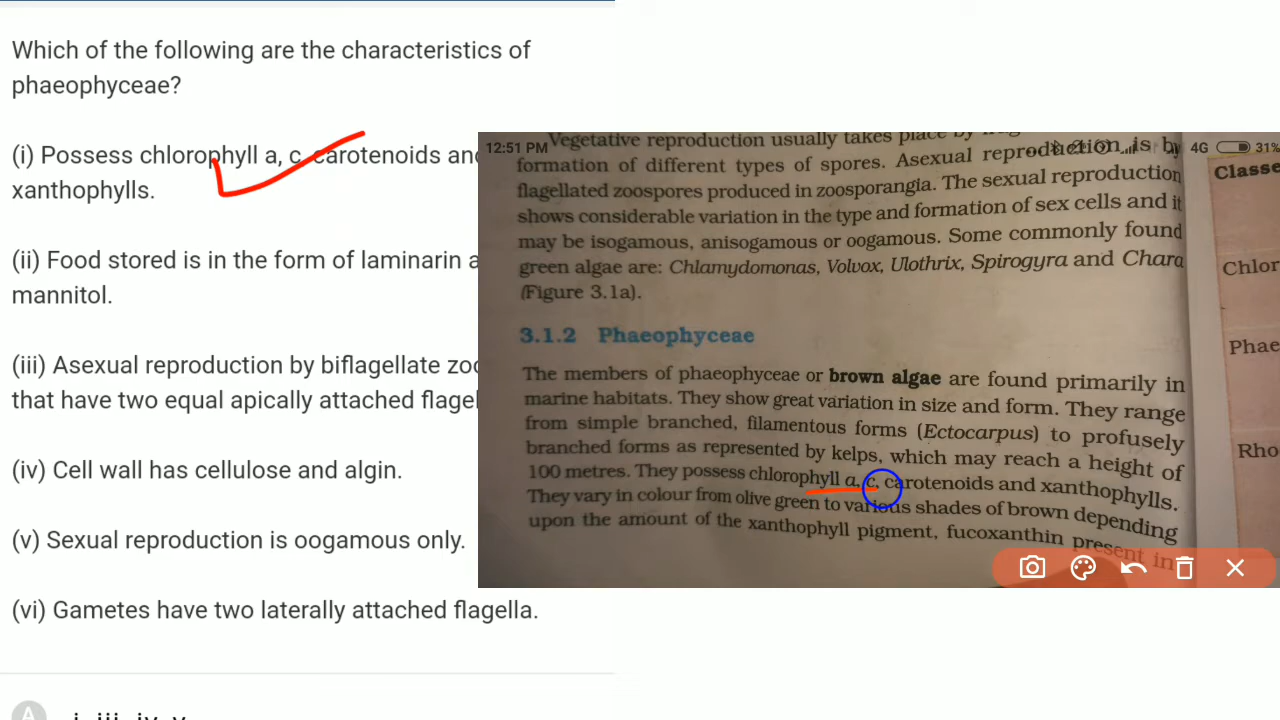 Which of the following are the characteristics of
phaeophyceae?
(i) Possess chlorophyll a, c, carotenoids and
xanthophylls.
(ii) Food stored is in the form of laminarin a
mannitol.
(iii) Asexual reproduction by biflagellate zoo
that have two equal apically attached flagel
(iv) Cell wall has cellulose and algin.
(v) Sexual reproduction is oogamous only.
(vi) Gametes have two laterally attached flagella.
A
i, iii, iv, v
12:51 PM
4G
31%
Vegetative reproduction usually takes place by
formation of different types of spores. Asexual reproduction is by
flagellated zoospores produced in zoosporangia. The sexual reproduction
shows considerable variation in the type and formation of sex cells and it
may be isogamous, anisogamous or oogamous. Some commonly found
green algae are: Chlamydomonas, Volvox, Ulothrix, Spirogyra and Chara
(Figure 3.1a).
3.1.2 Phaeophyceae
The members of phaeophyceae or brown algae are found primarily in
marine habitats. They show great variation in size and form. They range
from simple branched, filamentous forms (Ectocarpus) to profusely
branched forms as represented by kelps, which may reach a height of
100 metres. They possess chlorophyll a, c, carotenoids and xanthophylls.
They vary in colour from olive green to various shades of brown depending
upon the amount of the xanthophyll pigment, fucoxanthin present in
Classe
Chlor
Phae
Rho